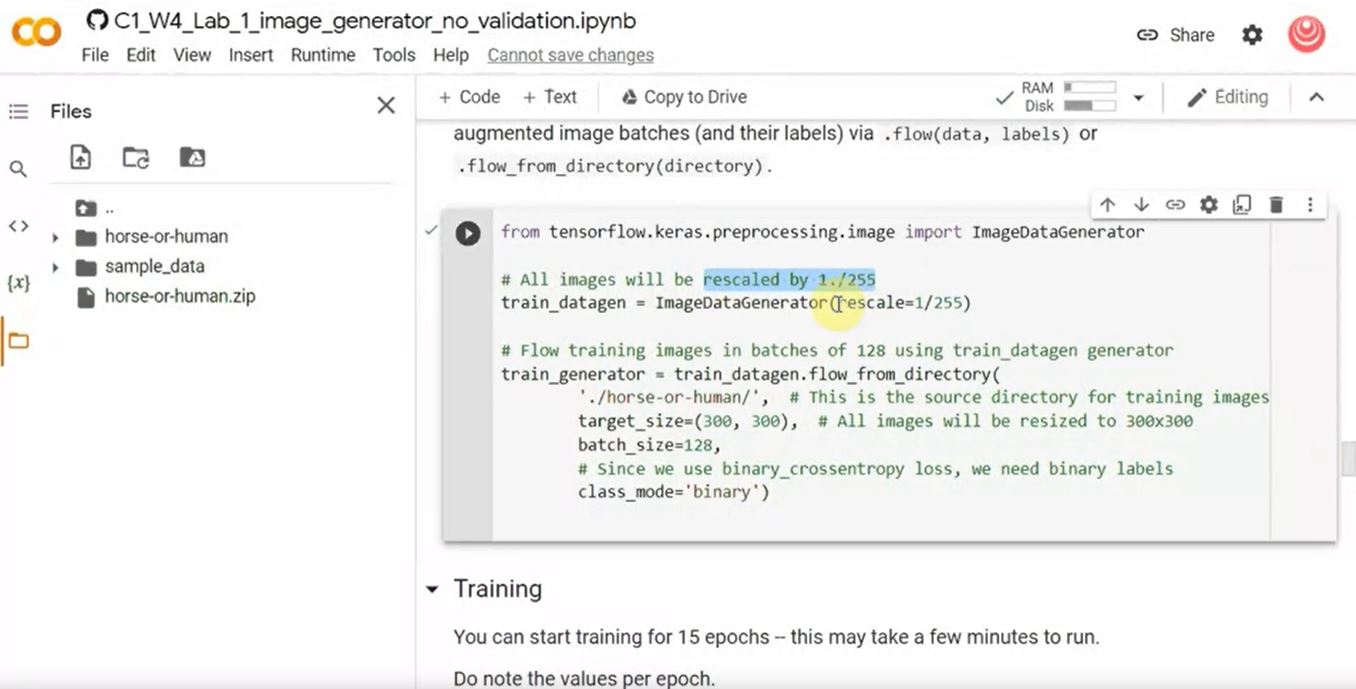 C1_W4_Lab_1_image_generator_no_validation.ipynb
File Edit View Insert Runtime Tools Help Cannot save changes
Share
Files
+ Code + Text Copy to Drive
RAM
Disk
Editing
..
horse-or-human
sample_data
horse-or-human.zip
augmented image batches (and their labels) via .flow(data, labels) or
.flow_from_directory(directory).
from tensorflow.keras.preprocessing.image import ImageDataGenerator
# All images will be rescaled by 1./255
train_datagen = ImageDataGenerator(rescale=1/255)
# Flow training images in batches of 128 using train_datagen generator
train_generator = train_datagen.flow_from_directory(
'./horse-or-human/', # This is the source directory for training images
target_size=(300, 300), # All images will be resized to 300x300
batch_size=128,
# Since we use binary_crossentropy loss, we need binary labels
class_mode='binary')
Training
You can start training for 15 epochs -- this may take a few minutes to run.
Do note the values per epoch.